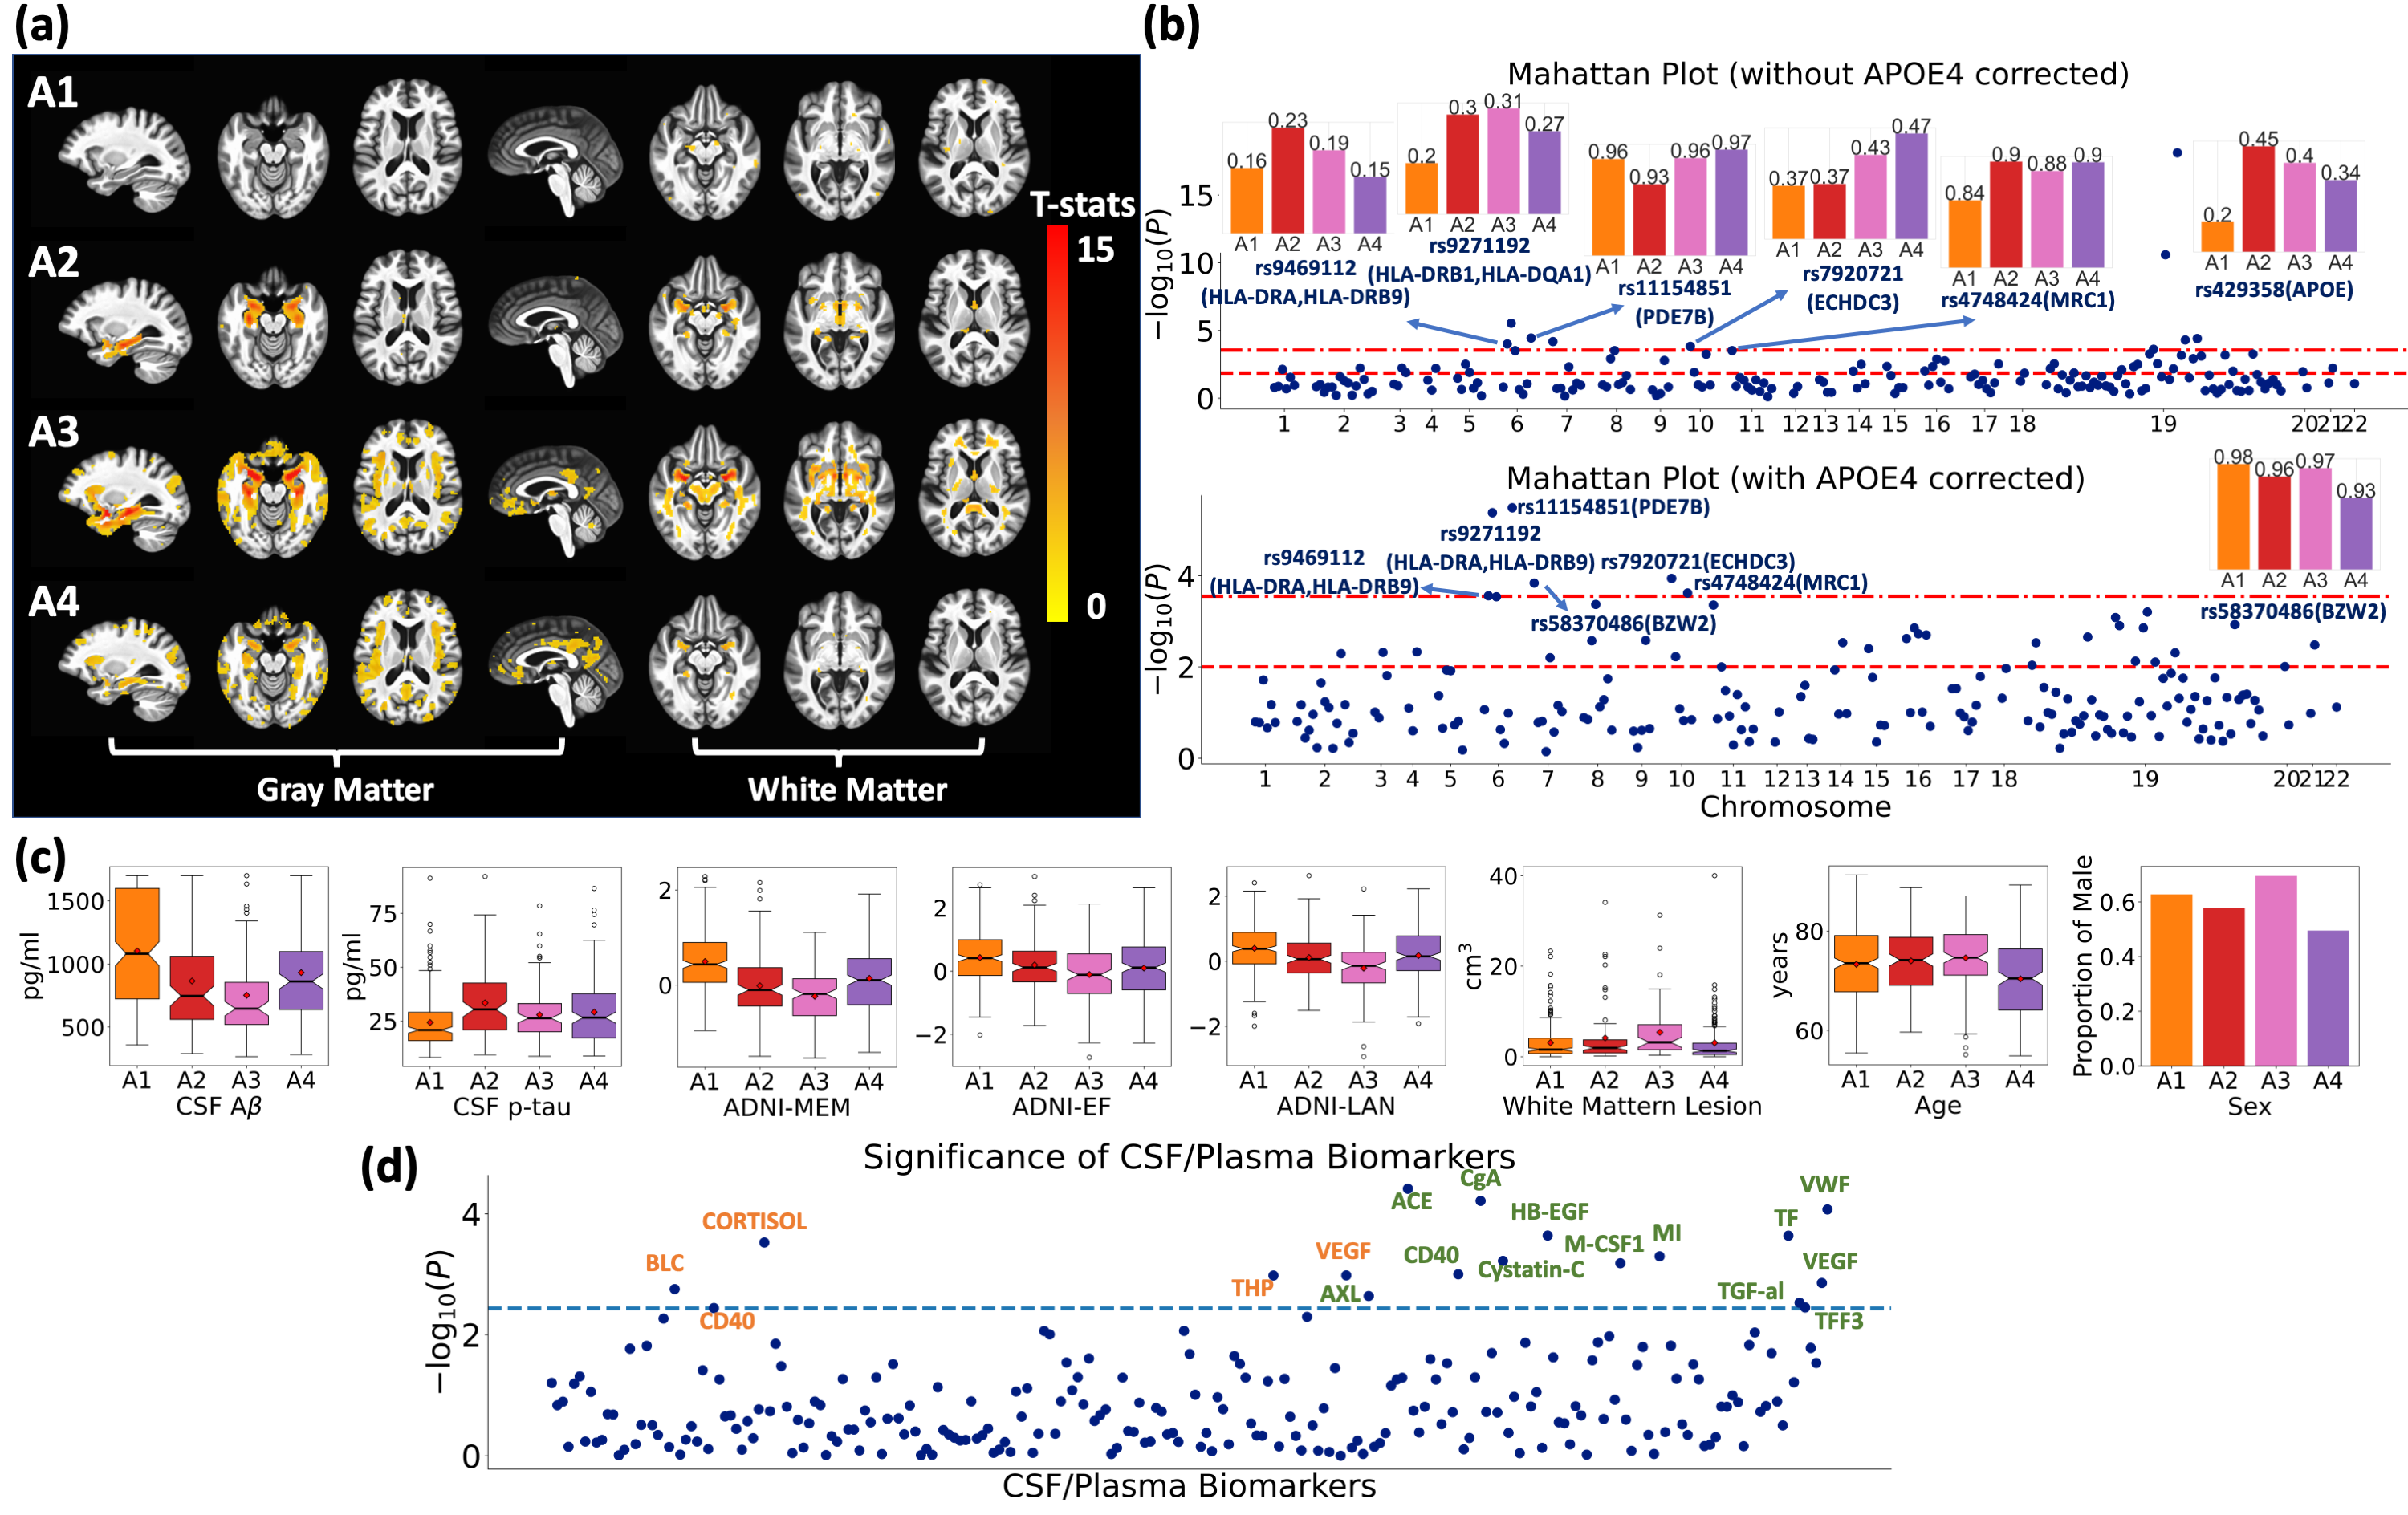 (a)
A1
A2
A3
A4
T-stats
15
0
Gray Matter
White Matter
(b)
Mahattan Plot (without APOE4 corrected)
−log10(P)
15
10
5
0
0.16
0.23
0.19
0.15
A1 A2 A3 A4
rs9469112
(HLA-DRA,HLA-DRB9)
0.2
0.3
0.31
0.27
A1 A2 A3 A4
rs9271192
(HLA-DRB1,HLA-DQA1)
0.96
0.93
0.96
0.97
A1 A2 A3 A4
rs11154851
(PDE7B)
0.37
0.37
0.43
0.47
A1 A2 A3 A4
rs7920721
(ECHDC3)
0.84
0.9
0.88
0.9
A1 A2 A3 A4
rs4748424(MRC1)
0.2
0.45
0.4
0.34
A1 A2 A3 A4
rs429358(APOE)
1 2 3 4 5 6 7 8 9 10 11 12 13 14 15 16 17 18 19 20 21 22
Mahattan Plot (with APOE4 corrected)
−log10(P)
4
2
0
rs11154851(PDE7B)
rs9271192
(HLA-DRA,HLA-DRB9)
rs9469112
(HLA-DRA,HLA-DRB9)
rs7920721(ECHDC3)
rs4748424(MRC1)
rs58370486(BZW2)
0.98
0.96
0.97
0.93
A1 A2 A3 A4
rs58370486(BZW2)
1 2 3 4 5 6 7 8 9 10 11 12 13 14 15 16 17 18 19 20 21 22
Chromosome
(c)
pg/ml
1500
1000
500
A1 A2 A3 A4
CSF Aβ
pg/ml
75
50
25
A1 A2 A3 A4
CSF p-tau
2
0
A1 A2 A3 A4
ADNI-MEM
2
0
−2
A1 A2 A3 A4
ADNI-EF
2
0
−2
A1 A2 A3 A4
ADNI-LAN
cm3
40
20
0
A1 A2 A3 A4
White Mattern Lesion
years
80
60
A1 A2 A3 A4
Age
Proportion of Male
0.6
0.4
0.2
0.0
A1 A2 A3 A4
Sex
(d)
Significance of CSF/Plasma Biomarkers
−log10(P)
4
2
0
BLC
CORTISOL
CD40
THP
VEGF
AXL
ACE
CgA
CD40
Cystatin-C
HB-EGF
M-CSF1
MI
TF
VWF
VEGF
TGF-al
TFF3
CSF/Plasma Biomarkers